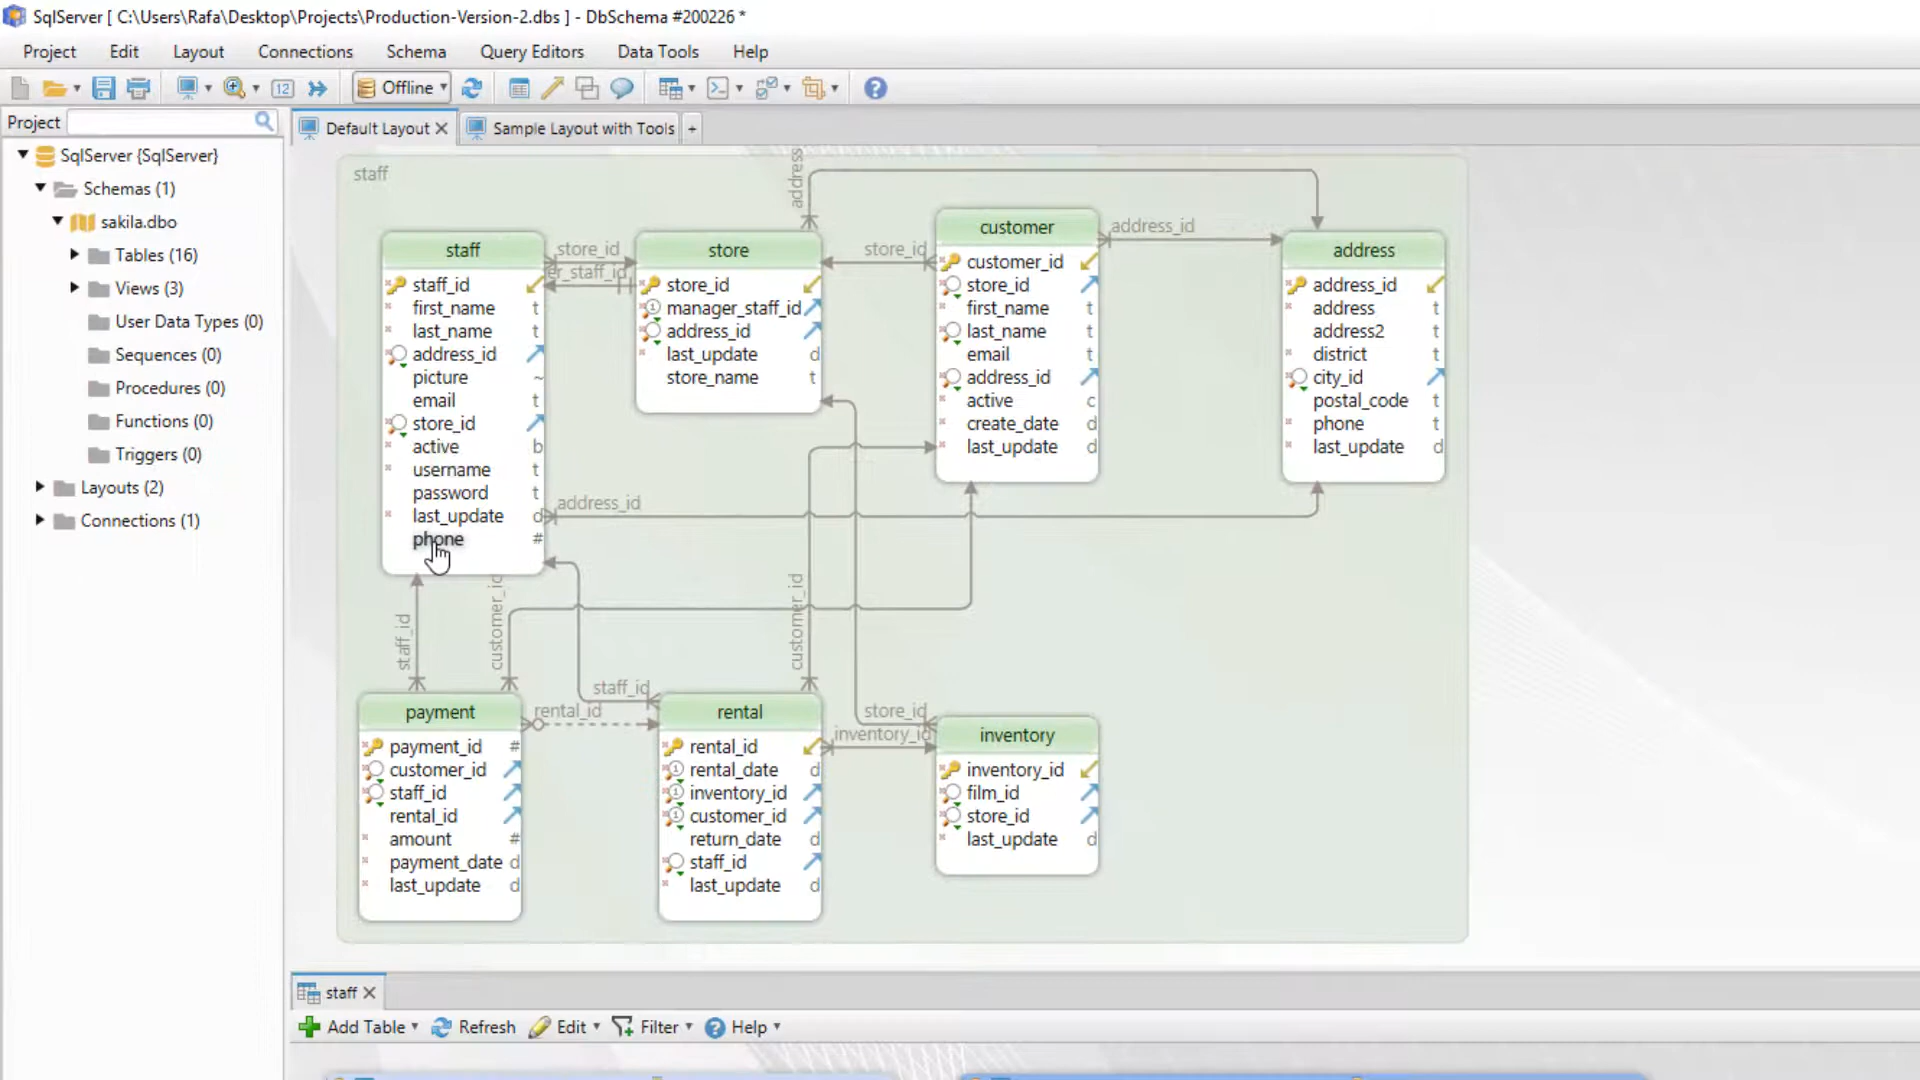 SqlServer [ C:\Users\Rafa\Desktop\Projects\Production-Version-2.dbs ] - DbSchema #200226 *
Project Edit Layout Connections Schema Query Editors Data Tools Help
12 Offline
Project
SqlServer {SqlServer}
Schemas (1)
sakila.dbo
Tables (16)
Views (3)
User Data Types (0)
Sequences (0)
Procedures (0)
Functions (0)
Triggers (0)
Layouts (2)
Connections (1)
Default Layout
Sample Layout with Tools
+
staff
staff
staff_id
first_name t
last_name t
address_id
picture ~
email t
store_id
active b
username t
password t
last_update d
phone #
store_id
er_staff_id
store
store_id
manager_staff_id
address_id
last_update d
store_name t
address
store_id
customer
customer_id
store_id
first_name t
last_name t
email t
address_id
active c
create_date d
last_update d
address_id
address
address_id
address t
address2 t
district t
city_id
postal_code t
phone t
last_update d
address_id
staff_id
customer_id
customer_id
staff_id
rental_id
payment
payment_id #
customer_id
staff_id
rental_id
amount #
payment_date d
last_update d
rental
rental_id
rental_date d
inventory_id
customer_id
return_date d
staff_id
last_update d
store_id
inventory_id
inventory
inventory_id
film_id
store_id
last_update d
staff
Add Table Refresh Edit Filter Help